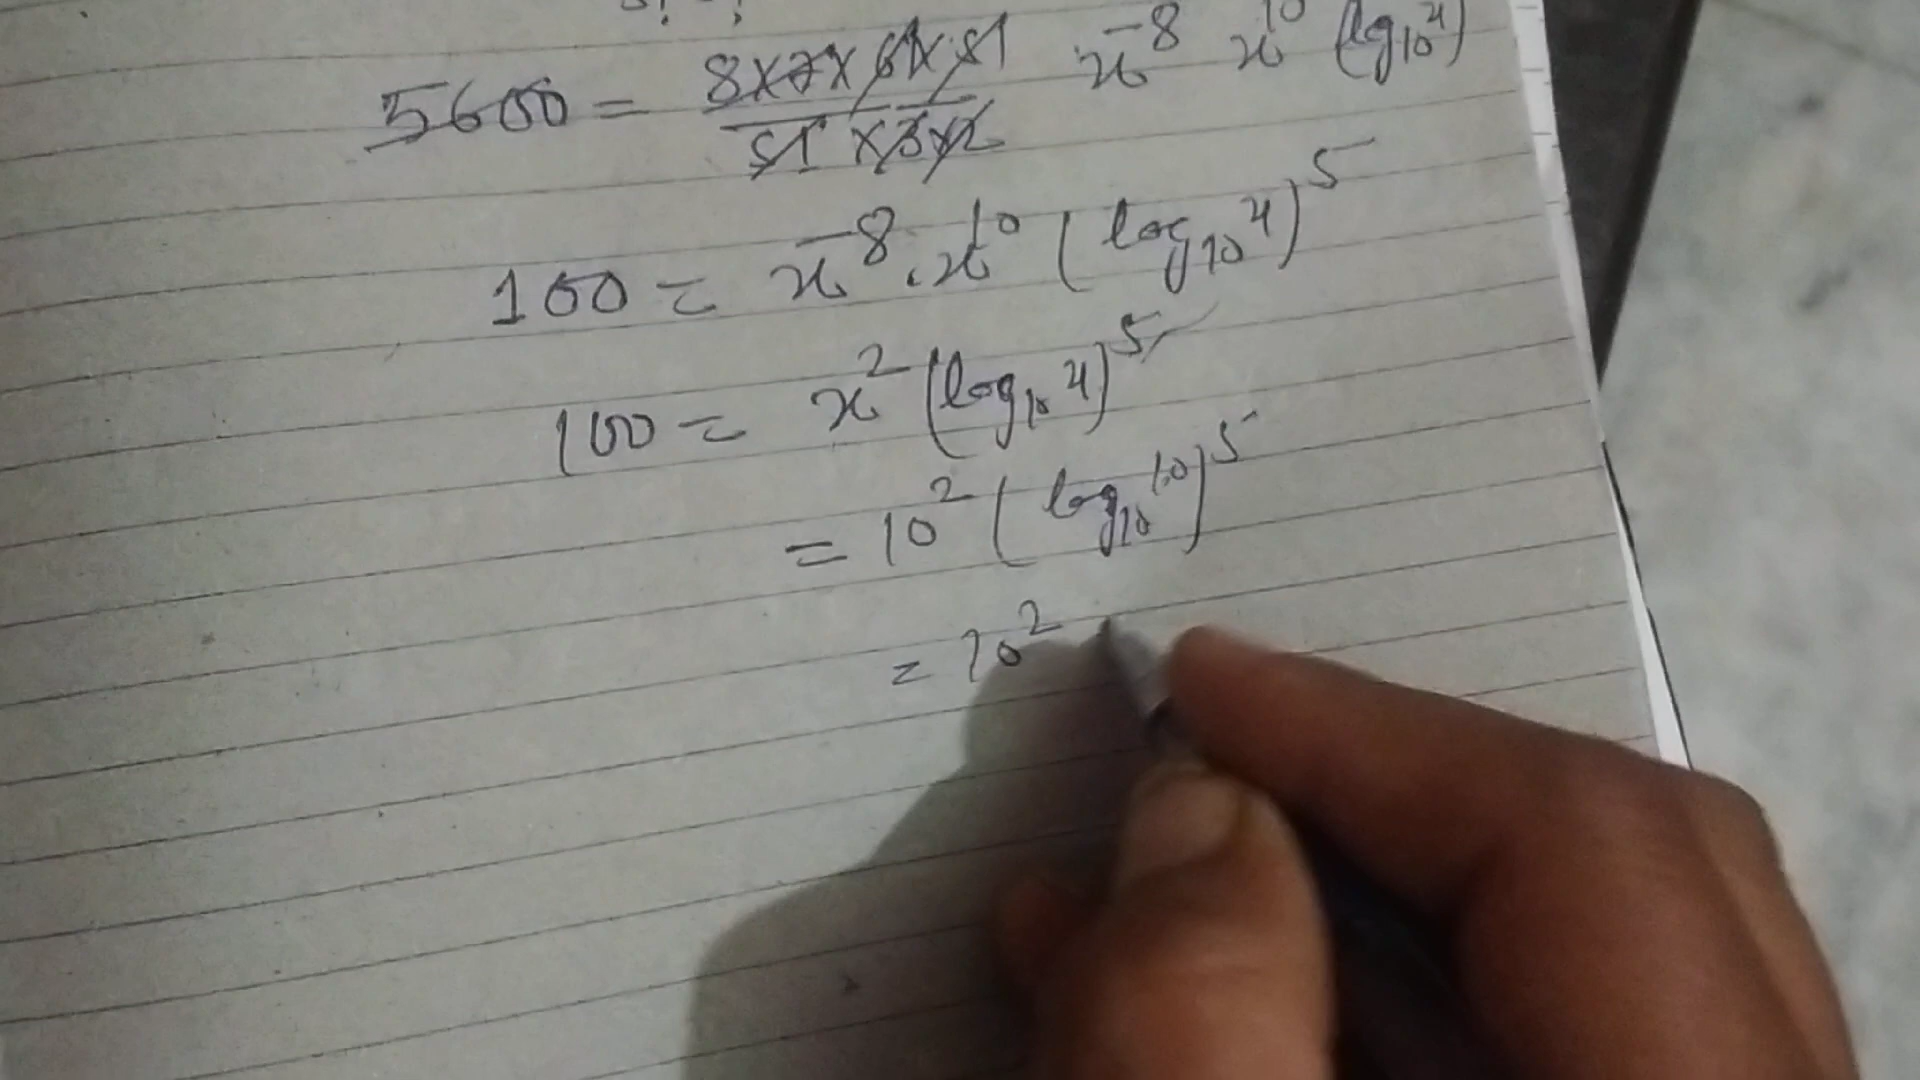 5600 = 8×7×6!×5! / 5!×3×2 x^-8 x^10 (log_10 x)
100 = x^-8 . x^10 (log_10 x)^5
100 = x^2 (log_10 x)^5
= 10^2 (log_10 10)^5
= 10^2